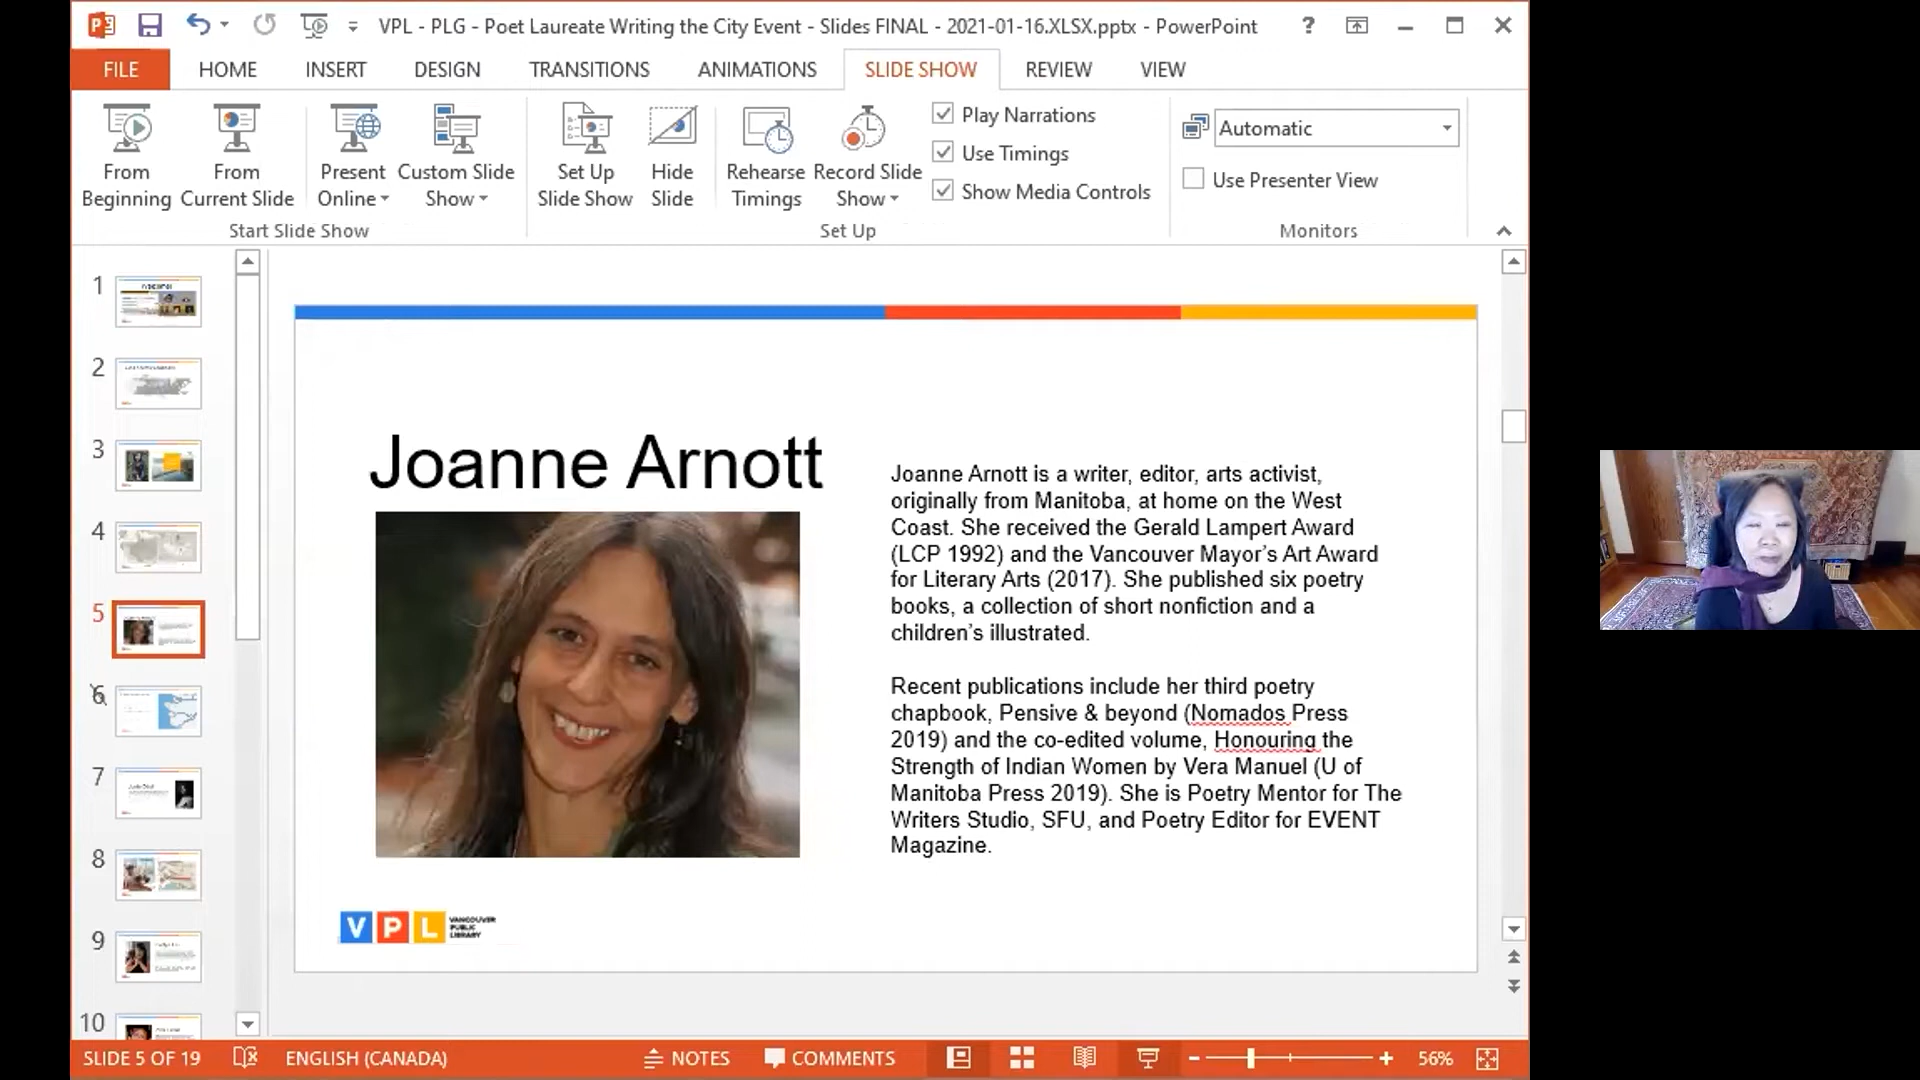 VPL - PLG - Poet Laureate Writing the City Event - Slides FINAL - 2021-01-16.XLSX.pptx - PowerPoint
?
FILE HOME INSERT DESIGN TRANSITIONS ANIMATIONS SLIDE SHOW REVIEW VIEW
From Beginning
From Current Slide
Present Online
Custom Slide Show
Start Slide Show
Set Up Slide Show
Hide Slide
Rehearse Timings
Record Slide Show
Play Narrations
Use Timings
Show Media Controls
Set Up
Automatic
Use Presenter View
Monitors
1
2
3
4
5
6
7
8
9
10
Joanne Arnott
Joanne Arnott is a writer, editor, arts activist,
originally from Manitoba, at home on the West
Coast. She received the Gerald Lampert Award
(LCP 1992) and the Vancouver Mayor's Art Award
for Literary Arts (2017). She published six poetry
books, a collection of short nonfiction and a
children's illustrated.
Recent publications include her third poetry
chapbook, Pensive & beyond (Nomados Press
2019) and the co-edited volume, Honouring the
Strength of Indian Women by Vera Manuel (U of
Manitoba Press 2019). She is Poetry Mentor for The
Writers Studio, SFU, and Poetry Editor for EVENT
Magazine.
VPL
VANCOUVER
PUBLIC
LIBRARY
SLIDE 5 OF 19 ENGLISH (CANADA) NOTES COMMENTS 56%